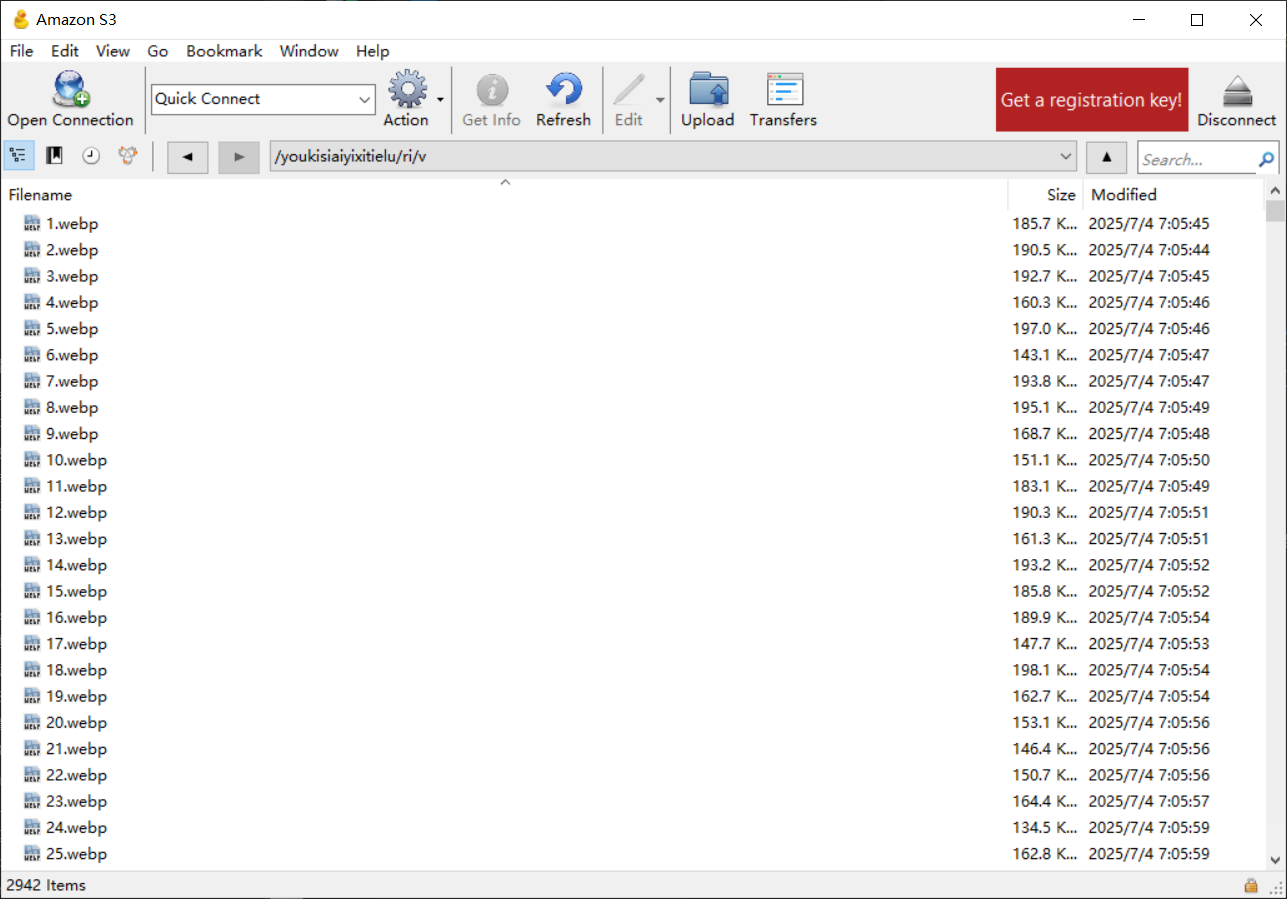 Amazon S3
File Edit View Go Bookmark Window Help
Open Connection Quick Connect Action Get Info Refresh Edit Upload Transfers Get a registration key! Disconnect
/youkisiaiyixitielu/ri/v Search...
Filename Size Modified
1.webp 185.7 K... 2025/7/4 7:05:45
2.webp 190.5 K... 2025/7/4 7:05:44
3.webp 192.7 K... 2025/7/4 7:05:45
4.webp 160.3 K... 2025/7/4 7:05:46
5.webp 197.0 K... 2025/7/4 7:05:46
6.webp 143.1 K... 2025/7/4 7:05:47
7.webp 193.8 K... 2025/7/4 7:05:47
8.webp 195.1 K... 2025/7/4 7:05:49
9.webp 168.7 K... 2025/7/4 7:05:48
10.webp 151.1 K... 2025/7/4 7:05:50
11.webp 183.1 K... 2025/7/4 7:05:49
12.webp 190.3 K... 2025/7/4 7:05:51
13.webp 161.3 K... 2025/7/4 7:05:51
14.webp 193.2 K... 2025/7/4 7:05:52
15.webp 185.8 K... 2025/7/4 7:05:52
16.webp 189.9 K... 2025/7/4 7:05:54
17.webp 147.7 K... 2025/7/4 7:05:53
18.webp 198.1 K... 2025/7/4 7:05:54
19.webp 162.7 K... 2025/7/4 7:05:54
20.webp 153.1 K... 2025/7/4 7:05:56
21.webp 146.4 K... 2025/7/4 7:05:56
22.webp 150.7 K... 2025/7/4 7:05:56
23.webp 164.4 K... 2025/7/4 7:05:57
24.webp 134.5 K... 2025/7/4 7:05:59
25.webp 162.8 K... 2025/7/4 7:05:59
2942 Items